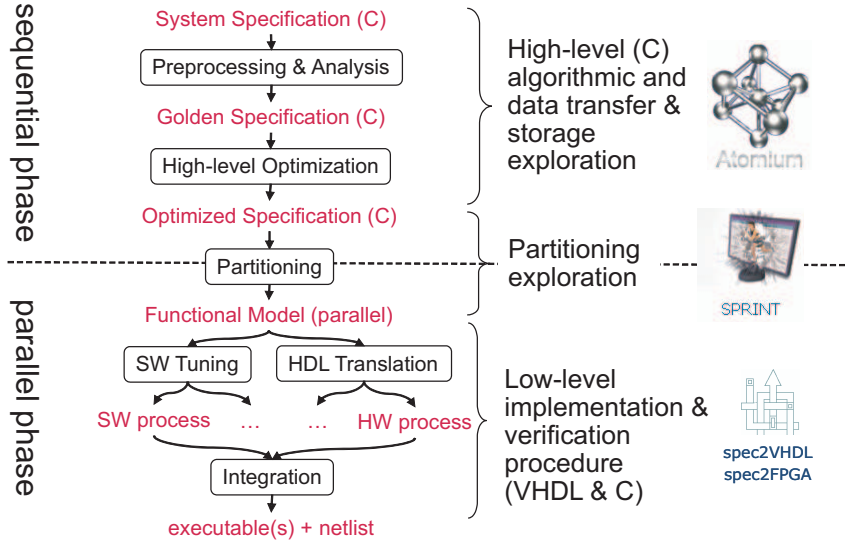 sequential phase
System Specification (C)
Preprocessing & Analysis
Golden Specification (C)
High-level Optimization
Optimized Specification (C)
High-level (C)
algorithmic and
data transfer &
storage
exploration
Atomium
Partitioning
Partitioning
exploration
SPRINT
parallel phase
Functional Model (parallel)
SW Tuning
HDL Translation
SW process
...
...
HW process
Integration
executable(s) + netlist
Low-level
implementation &
verification
procedure
(VHDL & C)
spec2VHDL
spec2FPGA